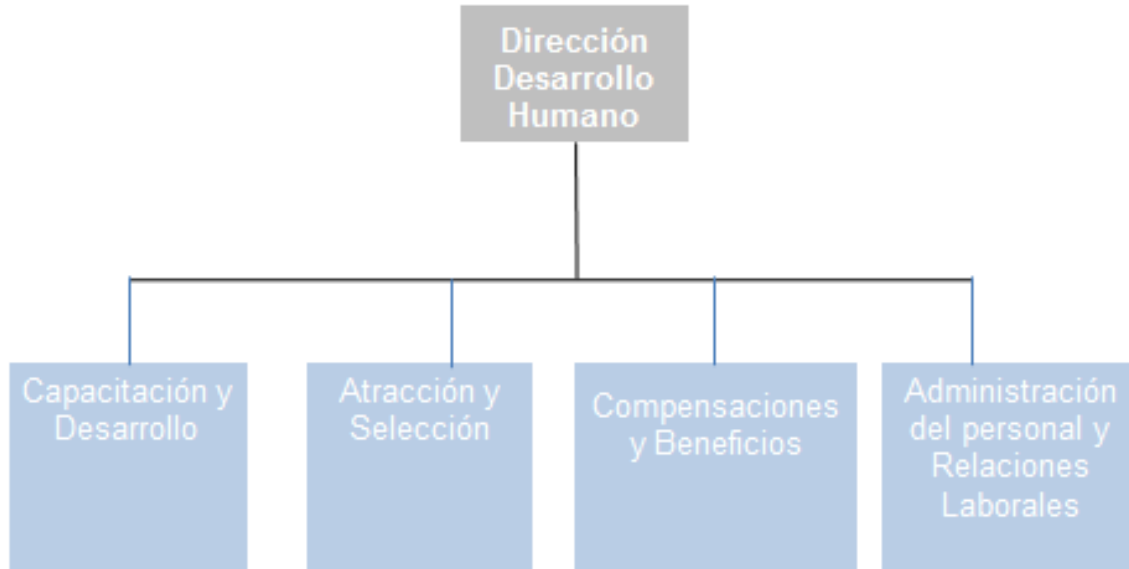 Dirección
Desarrollo
Humano
Capacitación y
Desarrollo
Atracción y
Selección
Compensaciones
y Beneficios
Administración
del personal y
Relaciones
Laborales